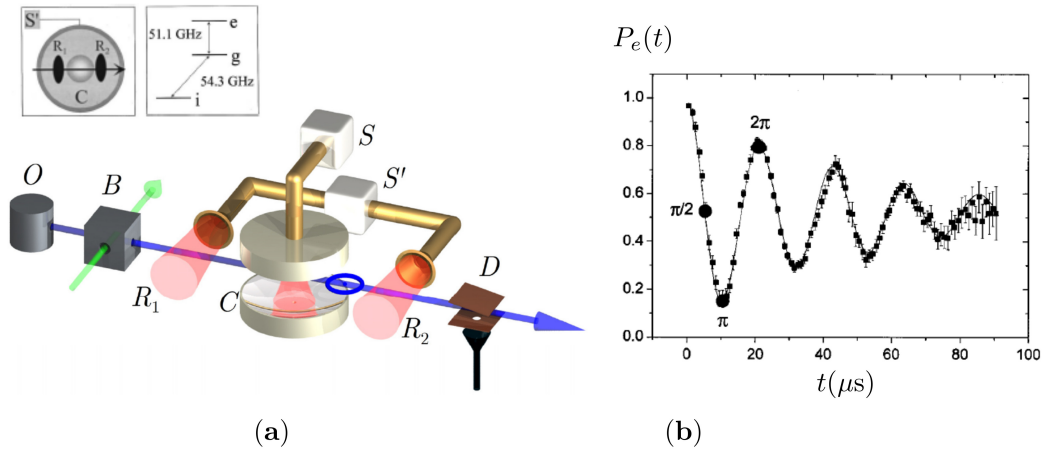 S'
R₁ R₂
C
51.1 GHz
e
g
54.3 GHz
i
O
B
S
S'
R₁
C
R₂
D
(a)
Pₑ(t)
1.0
0.8
0.6
0.4
0.2
0.0
2π
π/2
π
0 20 40 60 80 100
t(μs)
(b)